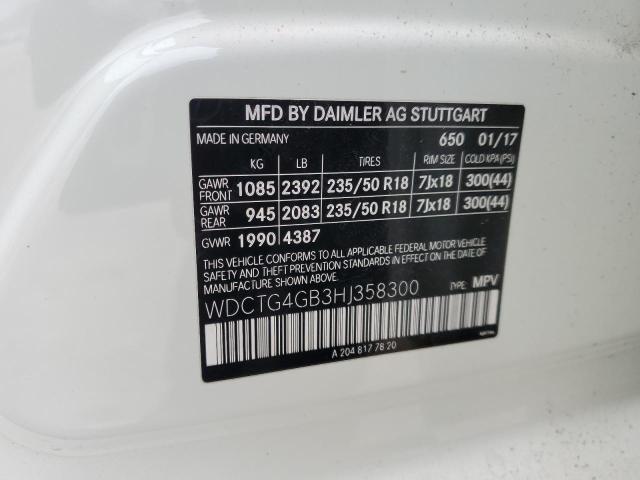 MFD BY DAIMLER AG STUTTGART
MADE IN GERMANY 650 01/17
KG LB TIRES RIM SIZE COLD KPA (PSI)
GAWR FRONT 1085 2392 235/50 R18 7Jx18 300(44)
GAWR REAR 945 2083 235/50 R18 7Jx18 300(44)
GVWR 1990 4387
THIS VEHICLE CONFORMS TO ALL APPLICABLE FEDERAL MOTOR VEHICLE
SAFETY AND THEFT PREVENTION STANDARDS IN EFFECT ON THE DATE OF
MANUFACTURE SHOWN ABOVE.
WDCTG4GB3HJ358300 TYPE: MPV
A 204 817 78 20